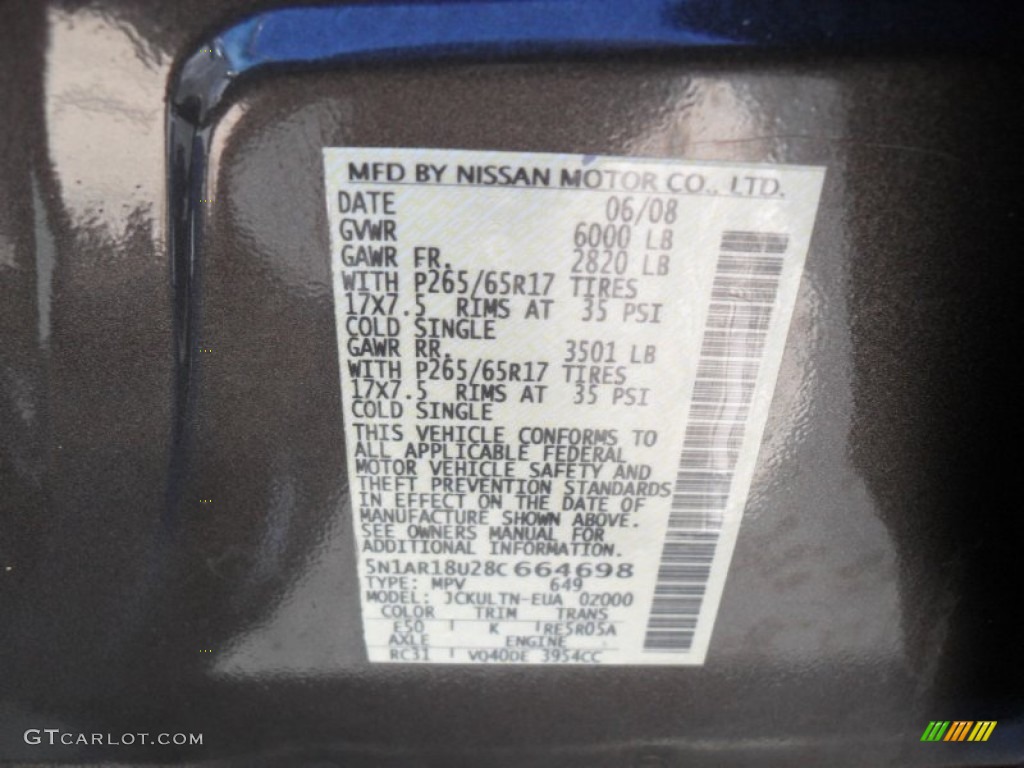 MFD BY NISSAN MOTOR CO., LTD.
DATE 06/08
GVWR 6000 LB
GAWR FR. 2820 LB
WITH P265/65R17 TIRES
17X7.5 RIMS AT 35 PSI
COLD SINGLE
GAWR RR. 3501 LB
WITH P265/65R17 TIRES
17X7.5 RIMS AT 35 PSI
COLD SINGLE
THIS VEHICLE CONFORMS TO
ALL APPLICABLE FEDERAL
MOTOR VEHICLE SAFETY AND
THEFT PREVENTION STANDARDS
IN EFFECT ON THE DATE OF
MANUFACTURE SHOWN ABOVE.
SEE OWNERS MANUAL FOR
ADDITIONAL INFORMATION.
5N1AR18U28C664698
TYPE: MPV 649
MODEL: JCKULTN-EUA 0Z000
COLOR TRIM TRANS
E50 K RE5R05A
AXLE ENGINE
RC31 VQ40DE 3954CC
GTCARLOT.COM